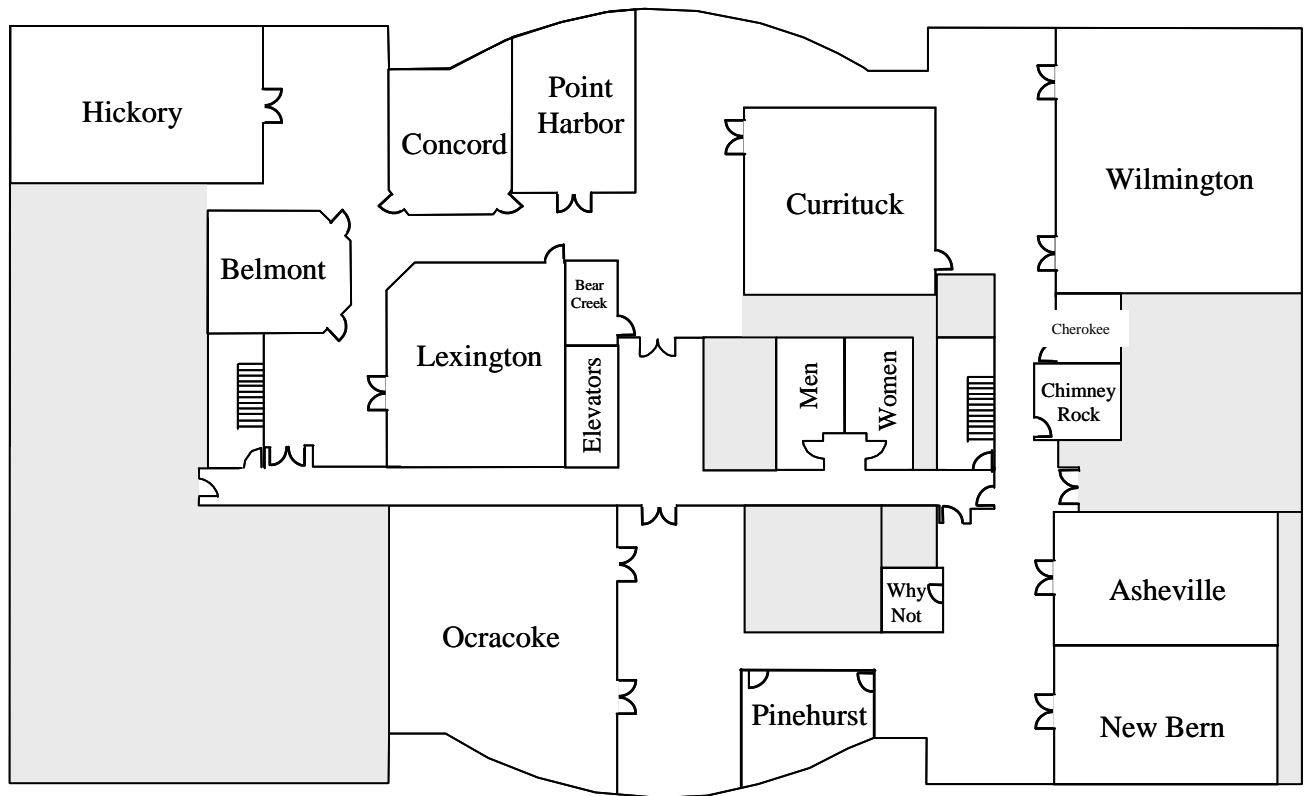 Hickory
Concord
Point
Harbor
Currituck
Wilmington
Belmont
Bear
Creek
Lexington
Elevators
Men
Women
Cherokee
Chimney
Rock
Asheville
Why
Not
Ocracoke
Pinehurst
New Bern